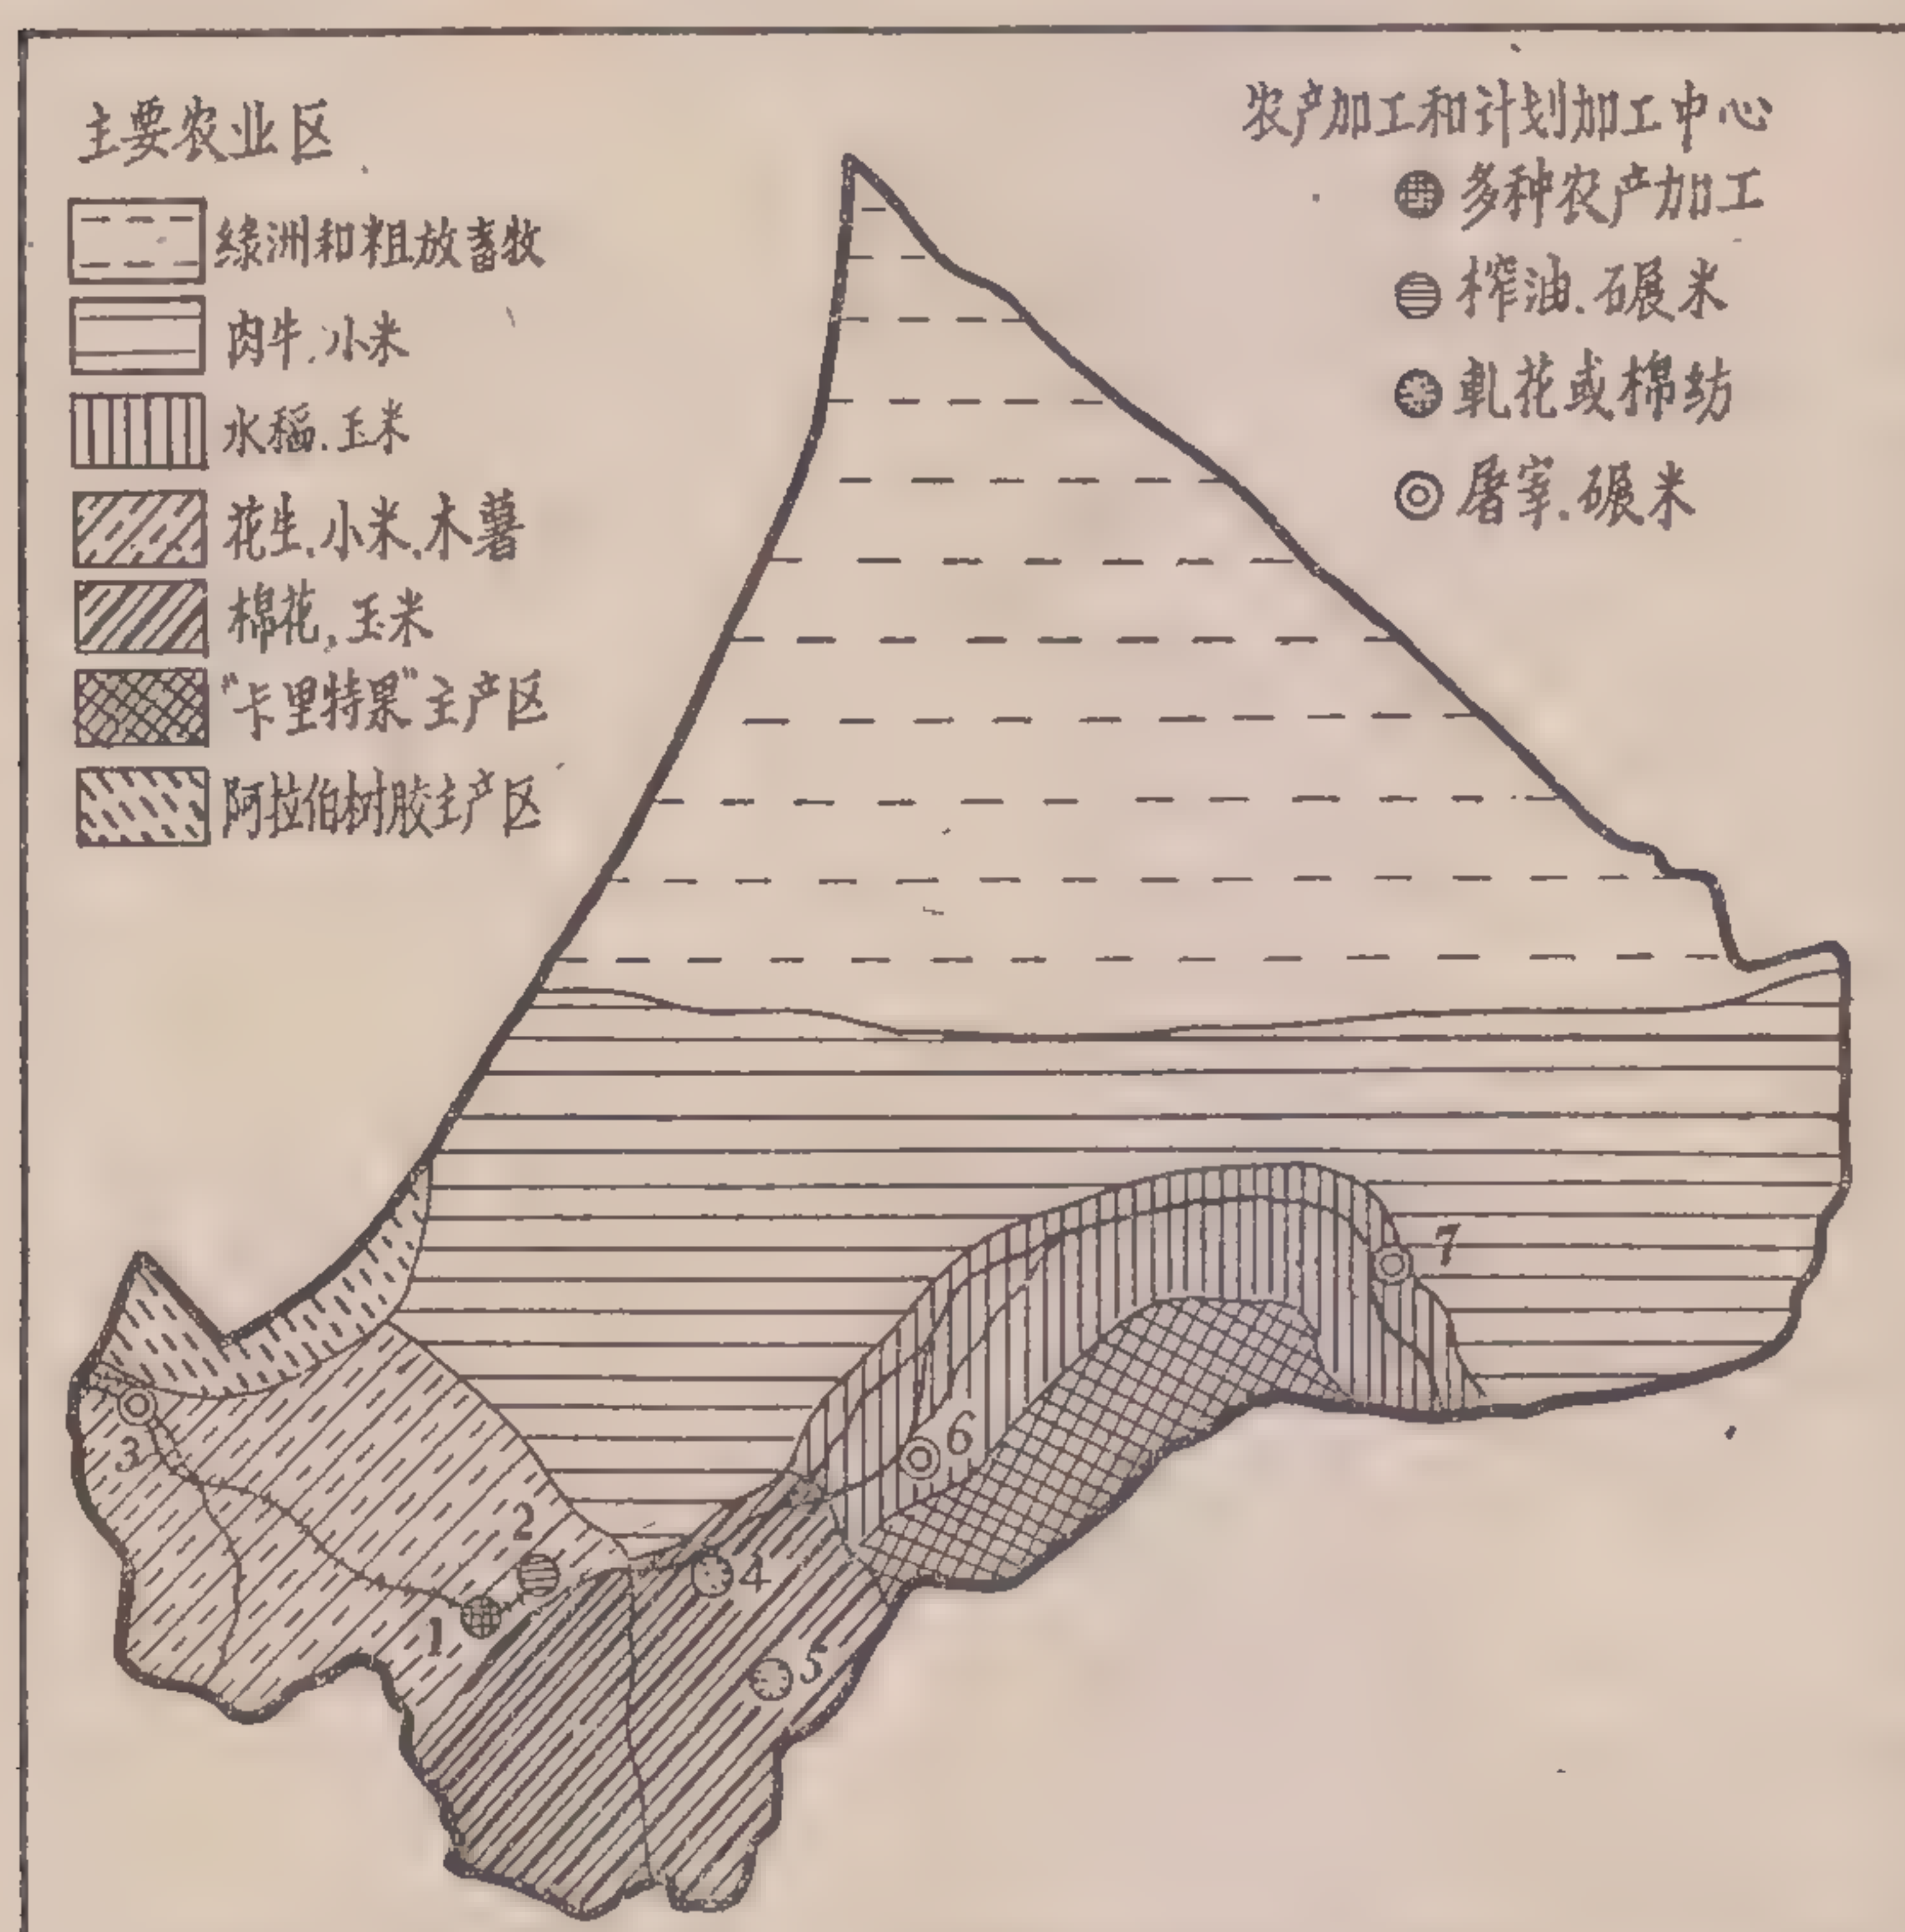 主要农业区
绿洲和粗放畜牧
肉牛.小米
水稻.玉米
花生.小米.木薯
棉花.玉米
"卡里特果"主产区
阿拉伯树胶主产区
农产加工和计划加工中心
多种农产加工
榨油.碾米
轧花或棉纺
屠宰.碾米
7
6
3
2
4
1
5